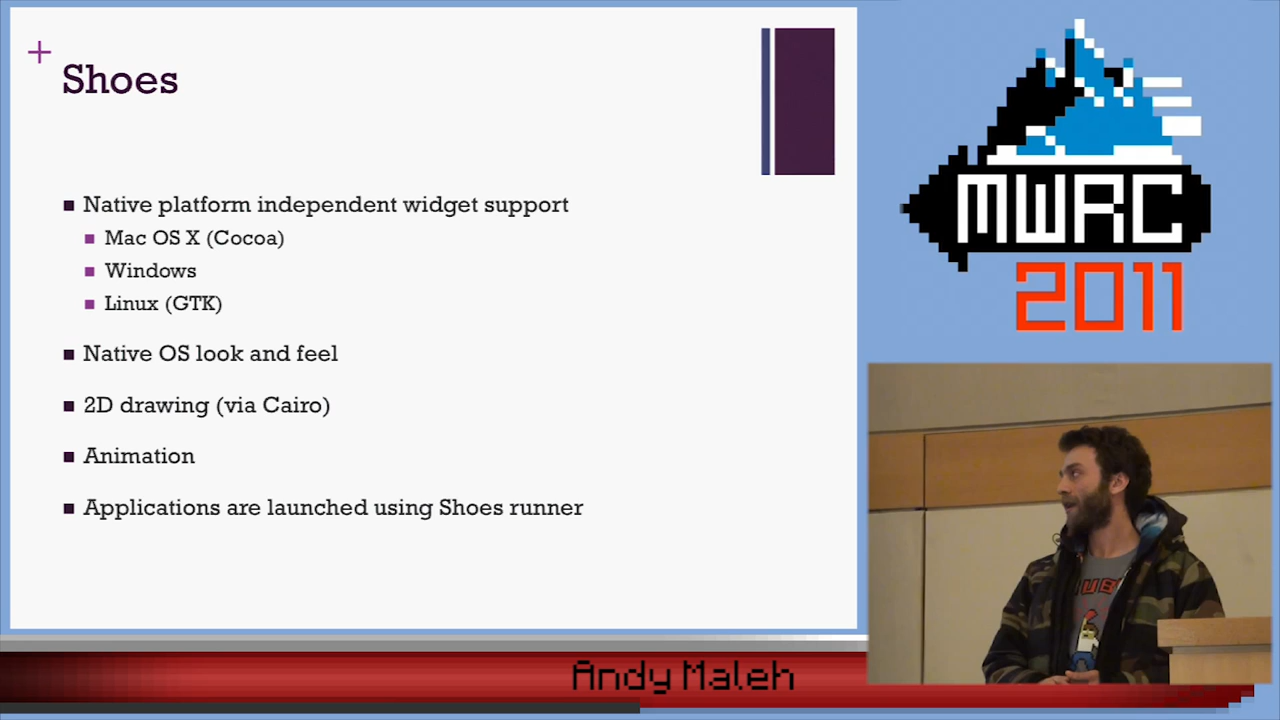 +
Shoes
Native platform independent widget support
Mac OS X (Cocoa)
Windows
Linux (GTK)
Native OS look and feel
2D drawing (via Cairo)
Animation
Applications are launched using Shoes runner
MWRC
2011
Andy Maleh